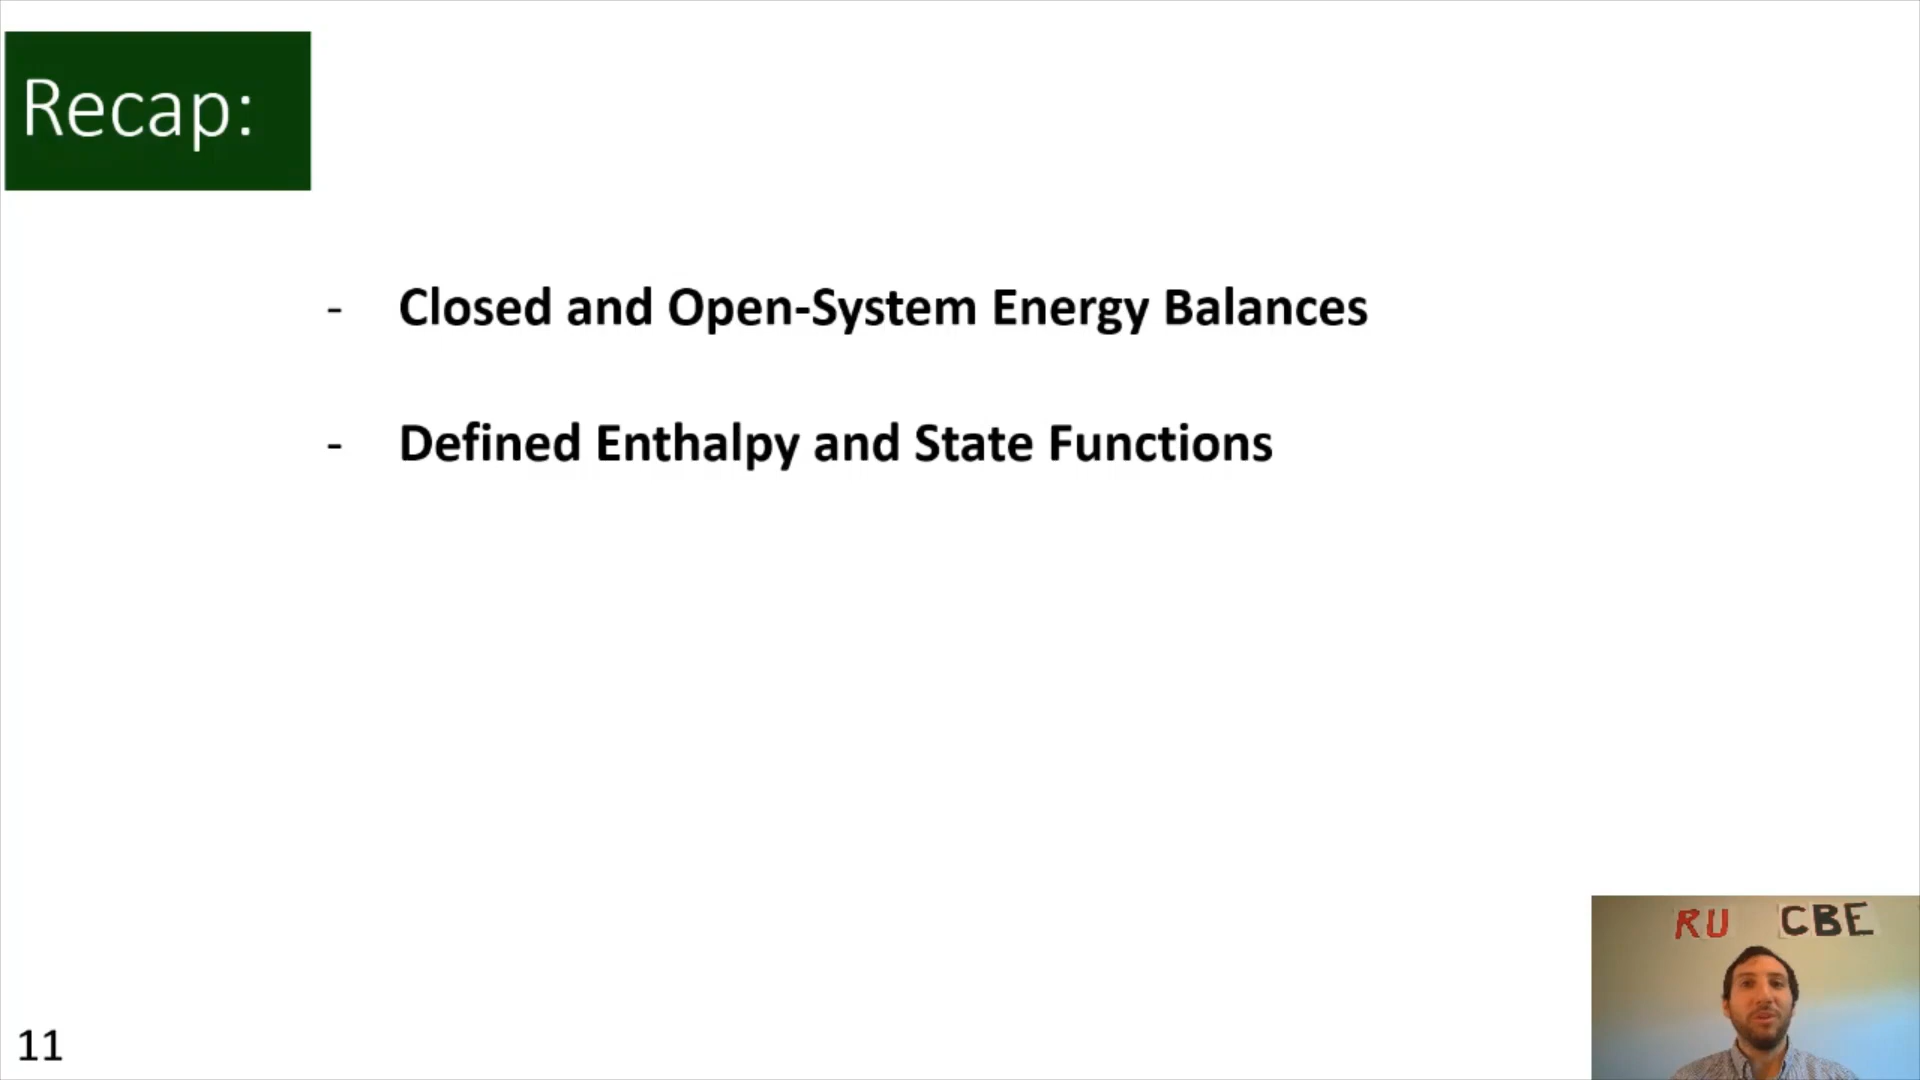 Recap:
- Closed and Open-System Energy Balances
- Defined Enthalpy and State Functions
RU CBE
11